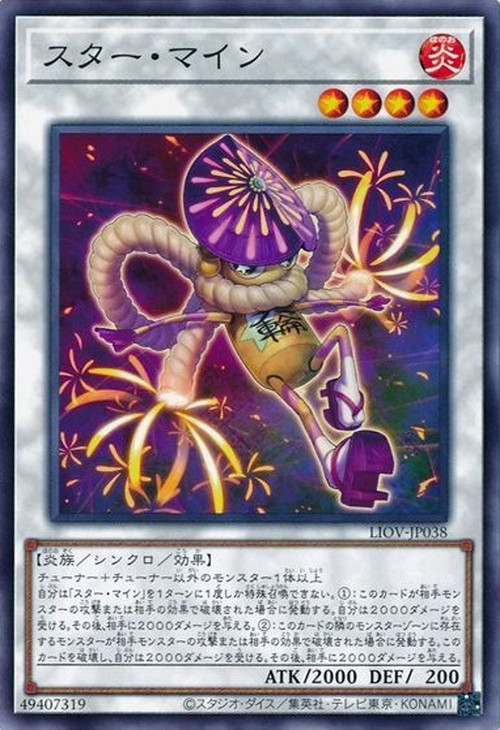 スター・マイン
炎
ほのお
轟
LIOV-JP038
【炎族／シンクロ／効果】
チューナー＋チューナー以外のモンスター1体以上
自分は「スター・マイン」を1ターンに1度しか特殊召喚できない。①：このカードが相手モン
スターの攻撃または相手の効果で破壊された場合に発動する。自分は2000ダメージを
受ける。その後、相手に2000ダメージを与える。②：このカードの隣のモンスターゾーンに存在
するモンスターが相手モンスターの攻撃または相手の効果で破壊された場合に発動する。この
カードを破壊し、自分は2000ダメージを受ける。その後、相手に2000ダメージを与える。
ATK/2000 DEF/ 200
49407319 ©スタジオ・ダイス／集英社・テレビ東京・KONAMI